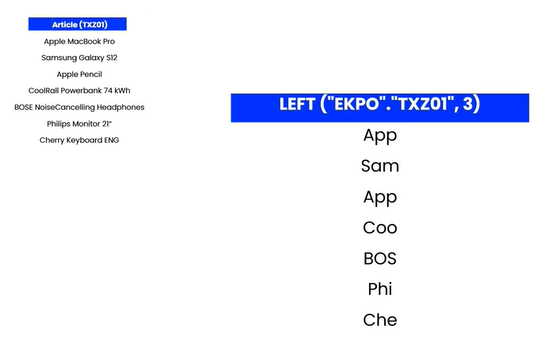 Article (TXZ01)
Apple MacBook Pro
Samsung Galaxy S12
Apple Pencil
CoolRall Powerbank 74 kWh
BOSE NoiseCancelling Headphones
Philips Monitor 21"
Cherry Keyboard ENG
LEFT ("EKPO"."TXZ01", 3)
App
Sam
App
Coo
BOS
Phi
Che